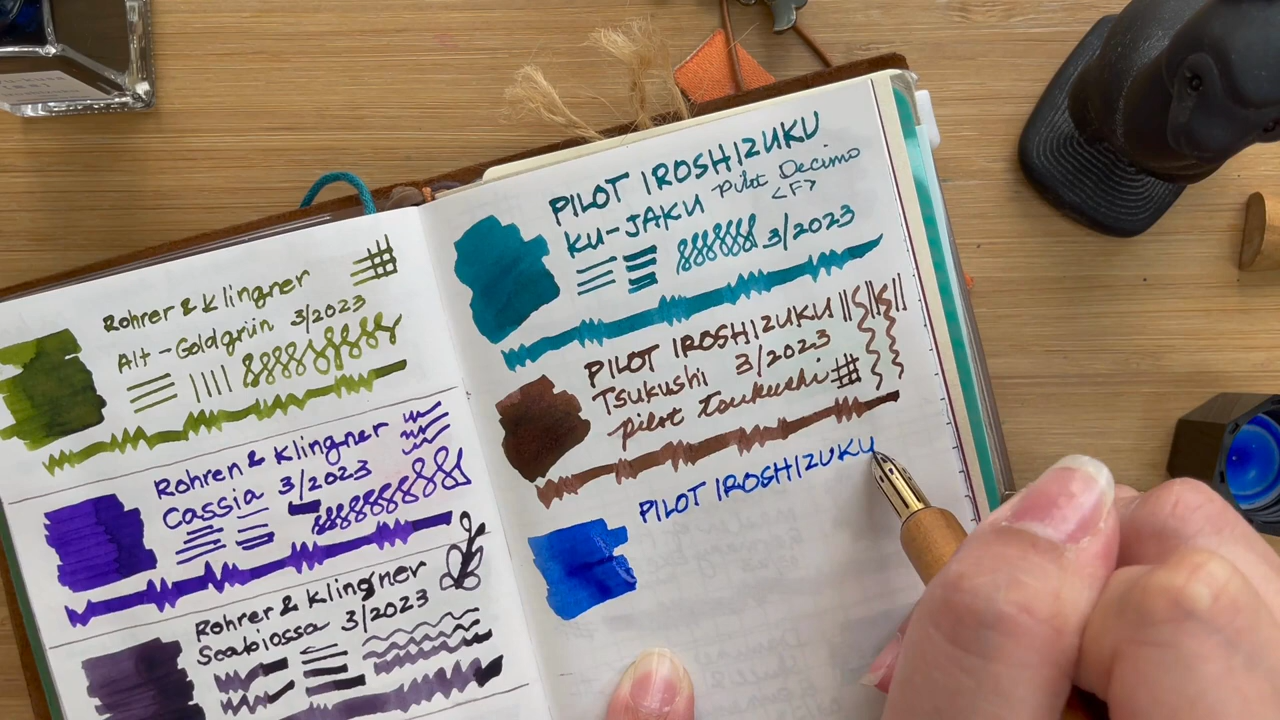 Rohrer & Klingner
Alt-Goldgrün 3/2023
Rohrer & Klingner
Cassia 3/2023
Rohrer & Klingner
Scabiossa 3/2023
PILOT IROSHIZUKU
KU-JAKU Pilot Decimo
<F>
3/2023
PILOT IROSHIZUKU
Tsukushi 3/2023
pilot tsukushi
PILOT IROSHIZUKU